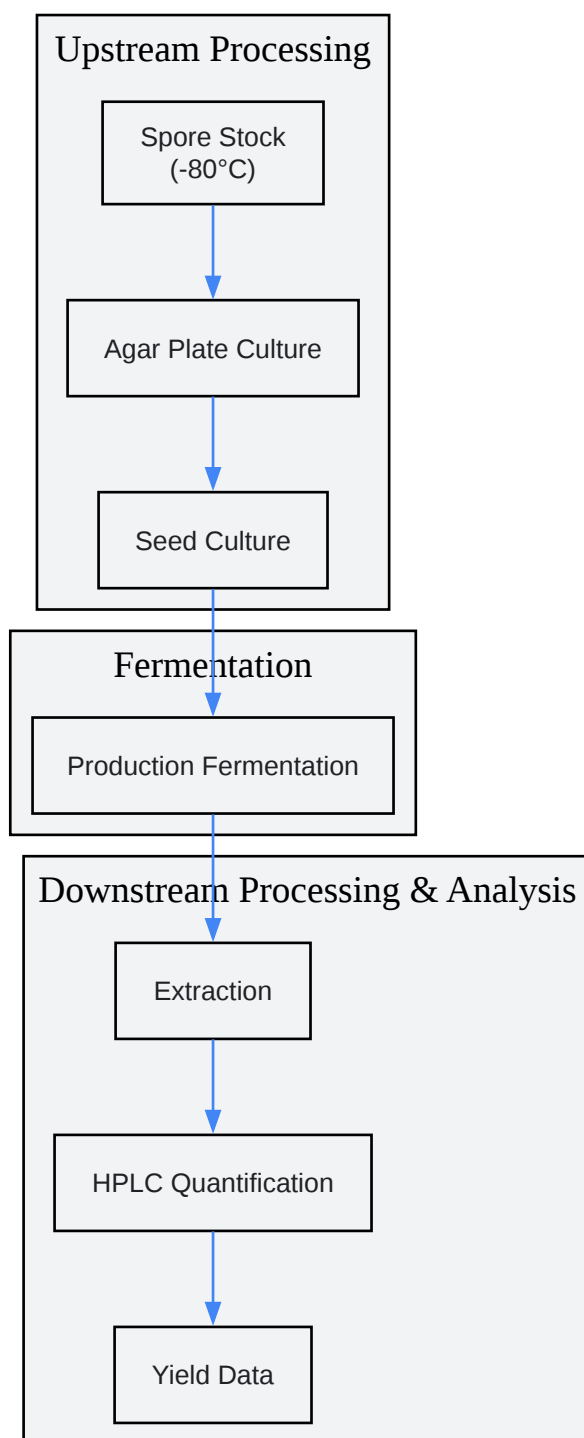 Upstream Processing
Spore Stock
(-80°C)
Agar Plate Culture
Seed Culture
Fermentation
Production Fermentation
Downstream Processing & Analysis
Extraction
HPLC Quantification
Yield Data